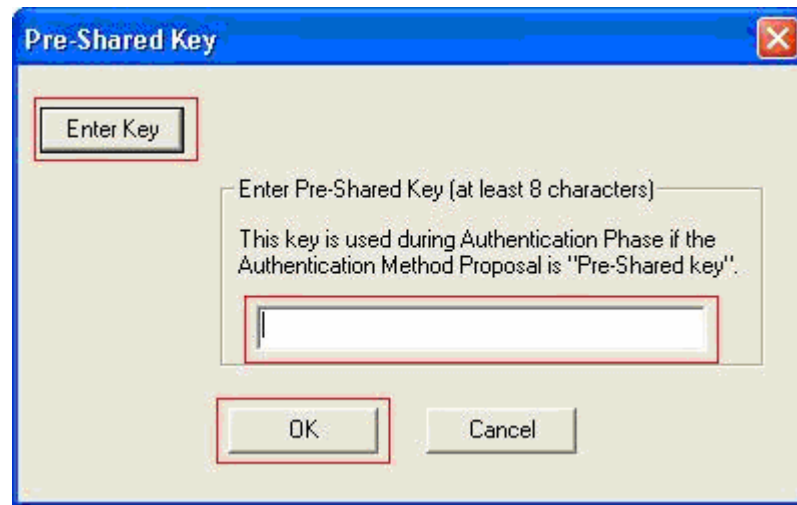 Pre-Shared Key
Enter Key
Enter Pre-Shared Key (at least 8 characters)
This key is used during Authentication Phase if the
Authentication Method Proposal is "Pre-Shared key".
OK
Cancel